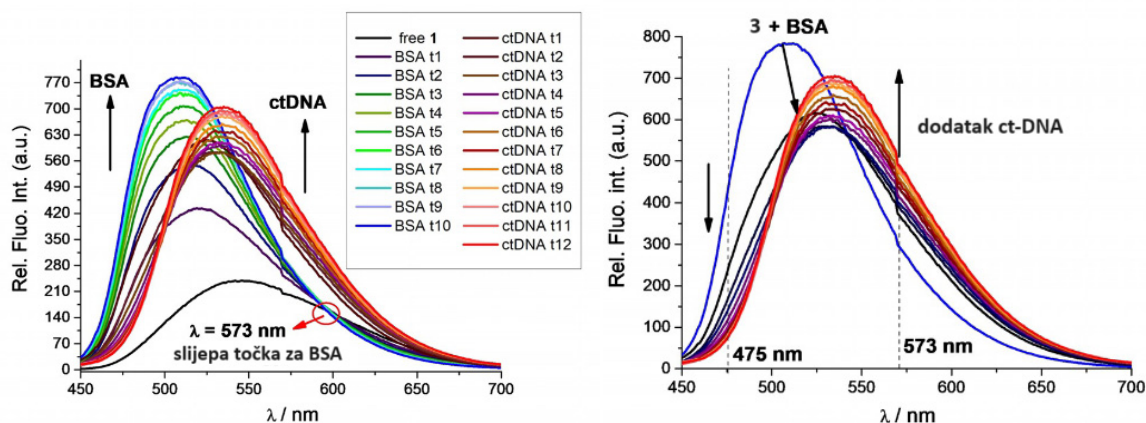 Rel. Fluo. Int. (a.u.)
770
700
630
560
490
420
350
280
210
140
70
0
BSA
ctDNA
λ = 573 nm
slijepa točka za BSA
450
500
550
600
650
700
λ / nm
free 1
BSA t1
BSA t2
BSA t3
BSA t4
BSA t5
BSA t6
BSA t7
BSA t8
BSA t9
BSA t10
ctDNA t1
ctDNA t2
ctDNA t3
ctDNA t4
ctDNA t5
ctDNA t6
ctDNA t7
ctDNA t8
ctDNA t9
ctDNA t10
ctDNA t11
ctDNA t12
Rel. Fluo. Int. (a.u.)
800
700
600
500
400
300
200
100
0
3 + BSA
dodatak ct-DNA
475 nm
573 nm
450
500
550
600
650
700
λ / nm